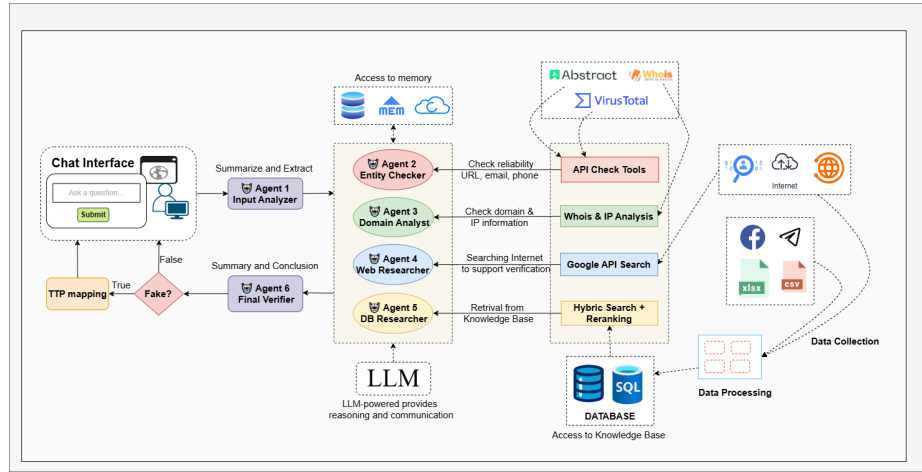 Access to memory
MEM
Abstract
Whois
VirusTotal
Chat Interface
Ask a question...
Submit
Summarize and Extract
Agent 1
Input Analyzer
Agent 2
Entity Checker
Check reliability
URL, email, phone
API Check Tools
Internet
Agent 3
Domain Analyst
Check domain &
IP information
Whois & IP Analysis
Agent 4
Web Researcher
Searching Internet
to support verification
Google API Search
xlsx
csv
False
Summary and Conclusion
TTP mapping
True
Fake?
Agent 6
Final Verifier
Agent 5
DB Researcher
Retrival from
Knowledge Base
Hybric Search +
Reranking
Data Collection
LLM
LLM-powered provides
reasoning and communication
SQL
DATABASE
Access to Knowledge Base
Data Processing